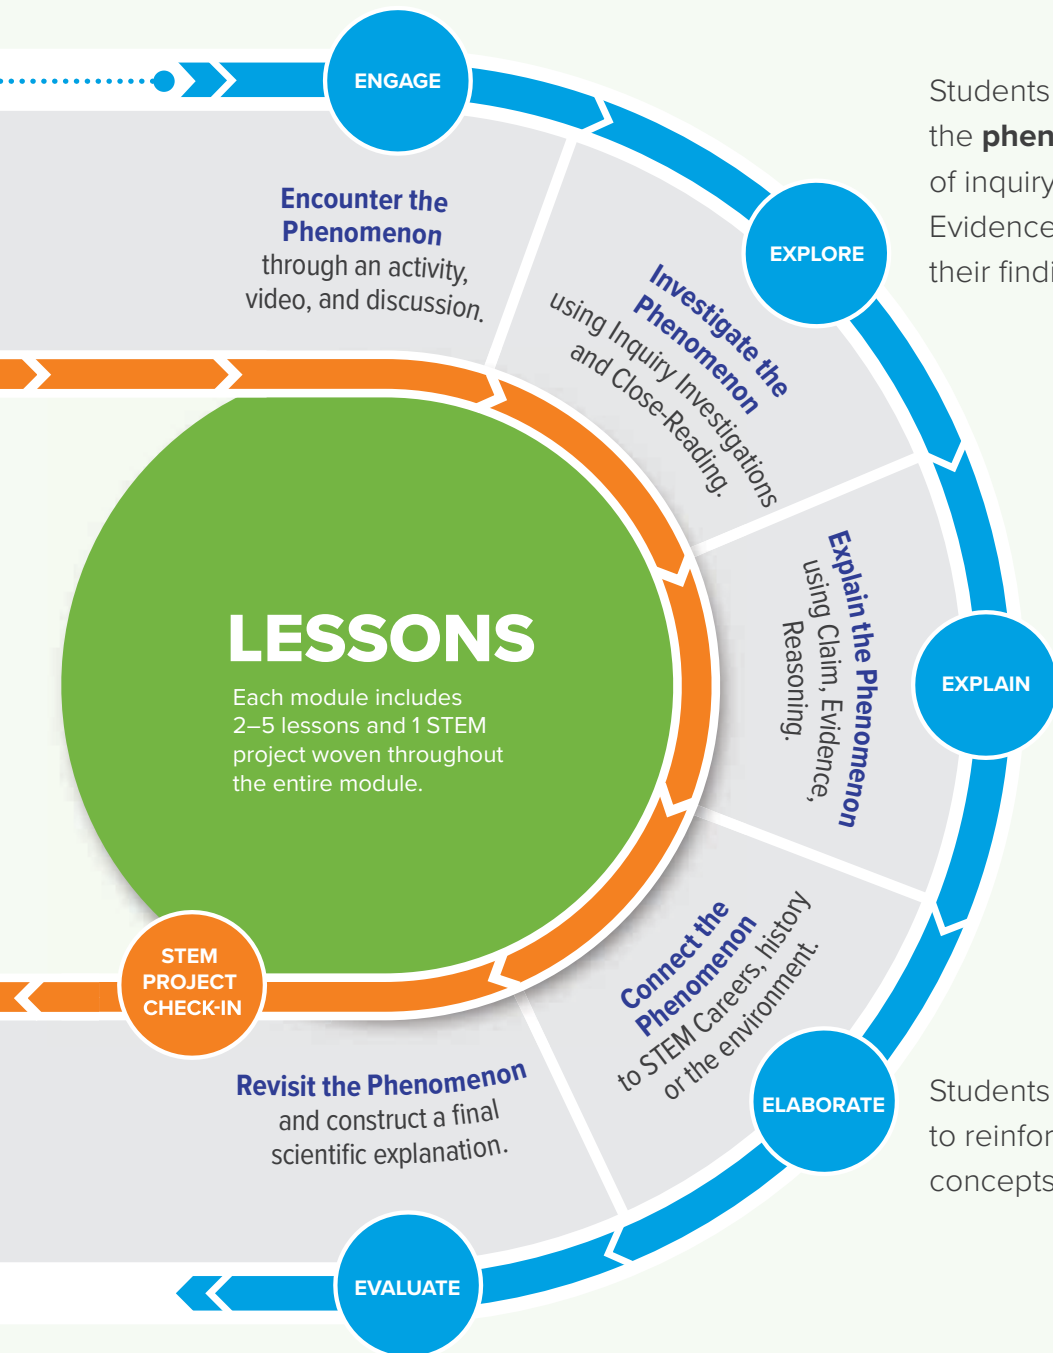 ENGAGE
Students
the phen
of inquiry
Evidence
their findi
Encounter the
Phenomenon
through an activity,
video, and discussion.
EXPLORE
Investigate the
Phenomenon
using Inquiry Investigations
and Close-Reading.
Explain the Phenomenon
using Claim, Evidence,
Reasoning.
EXPLAIN
LESSONS
Each module includes
2–5 lessons and 1 STEM
project woven throughout
the entire module.
Connect the
Phenomenon
to STEM Careers, history
or the environment.
STEM
PROJECT
CHECK-IN
ELABORATE
Students
to reinfor
concepts
Revisit the Phenomenon
and construct a final
scientific explanation.
EVALUATE